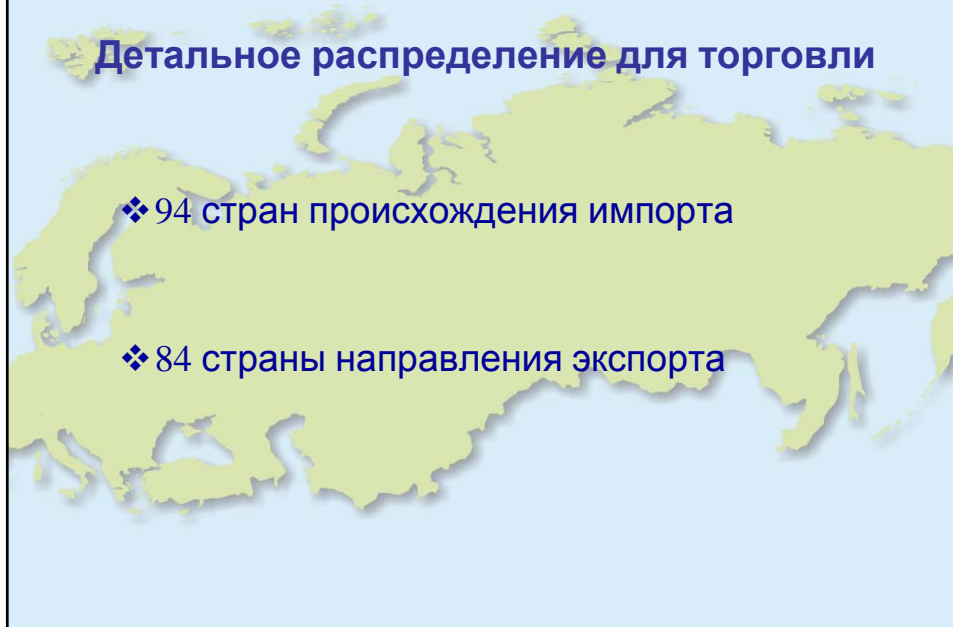 Детальное распределение для торговли
❖94 стран происхождения импорта
❖84 страны направления экспорта